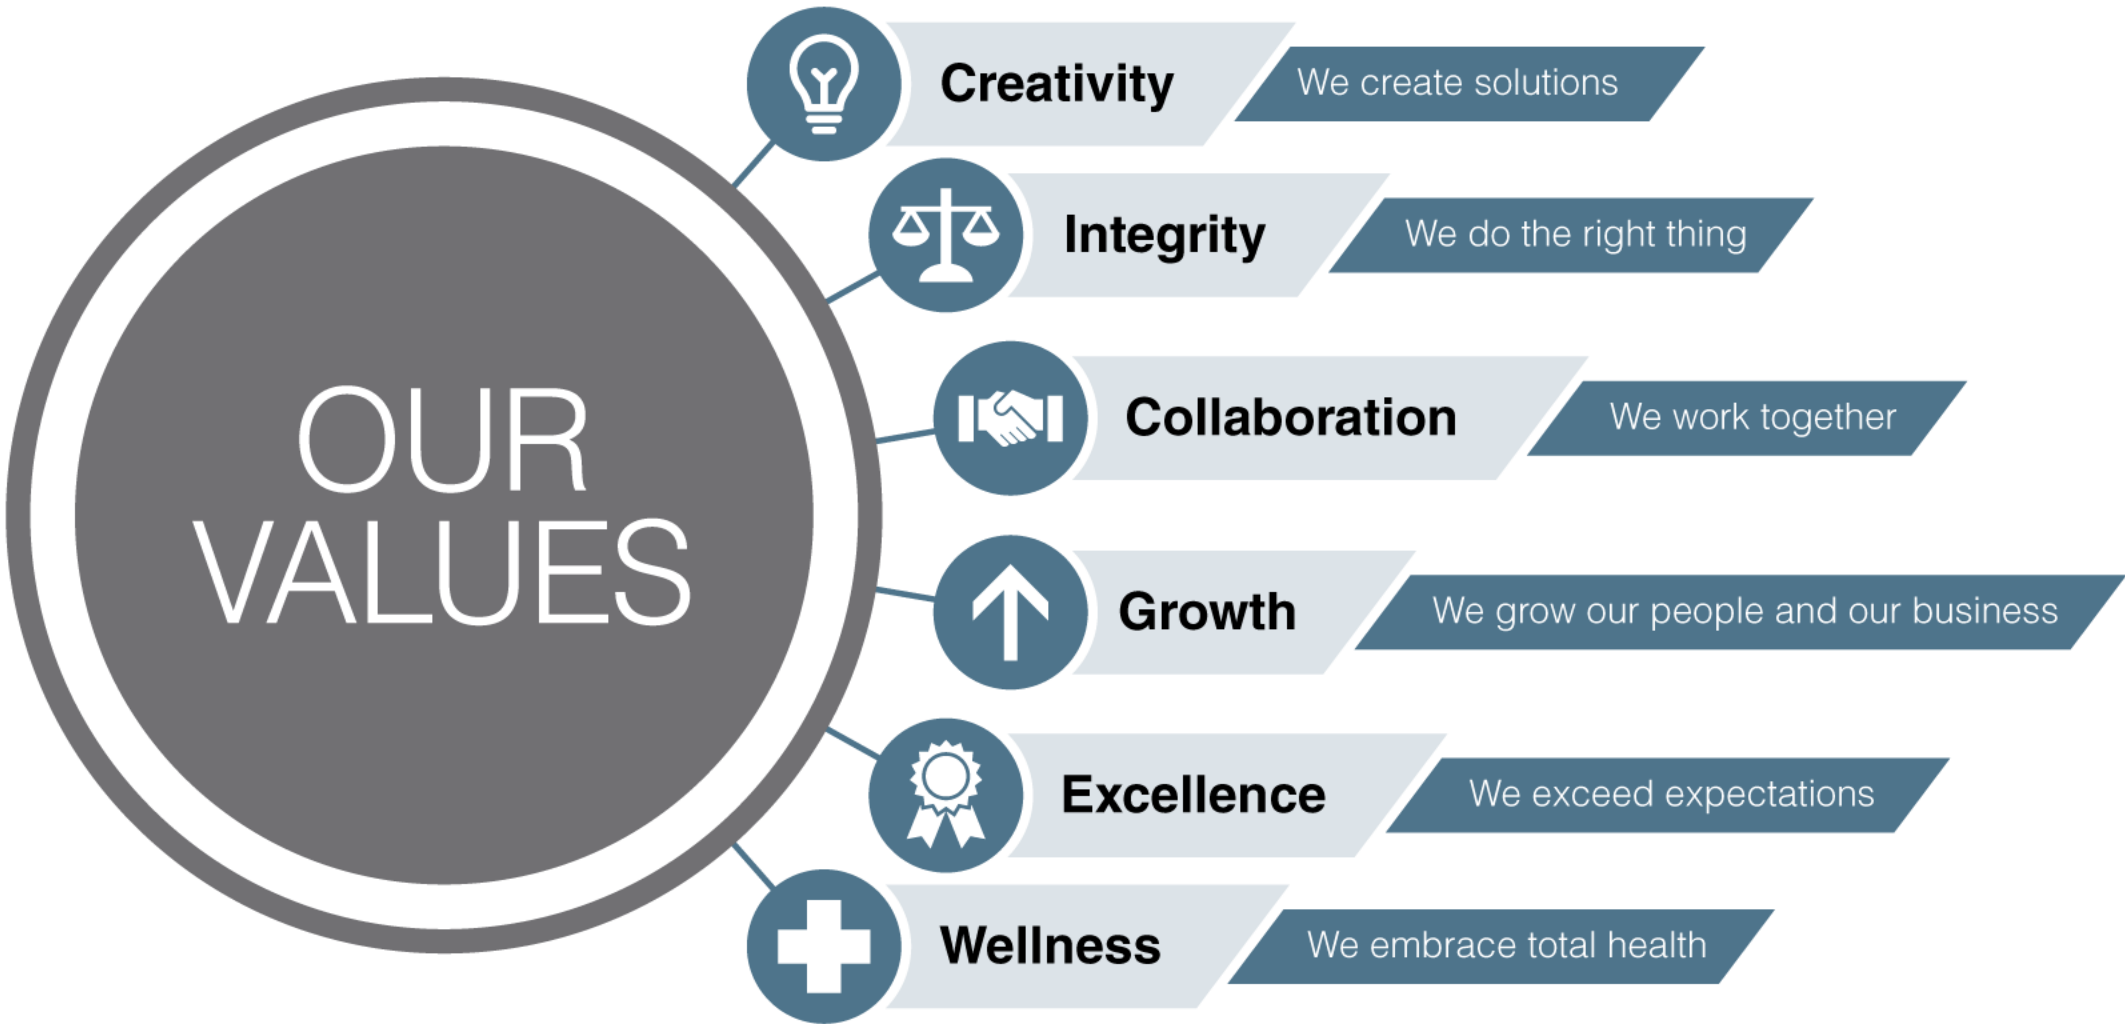 OUR
VALUES
Creativity
We create solutions
Integrity
We do the right thing
Collaboration
We work together
Growth
We grow our people and our business
Excellence
We exceed expectations
Wellness
We embrace total health